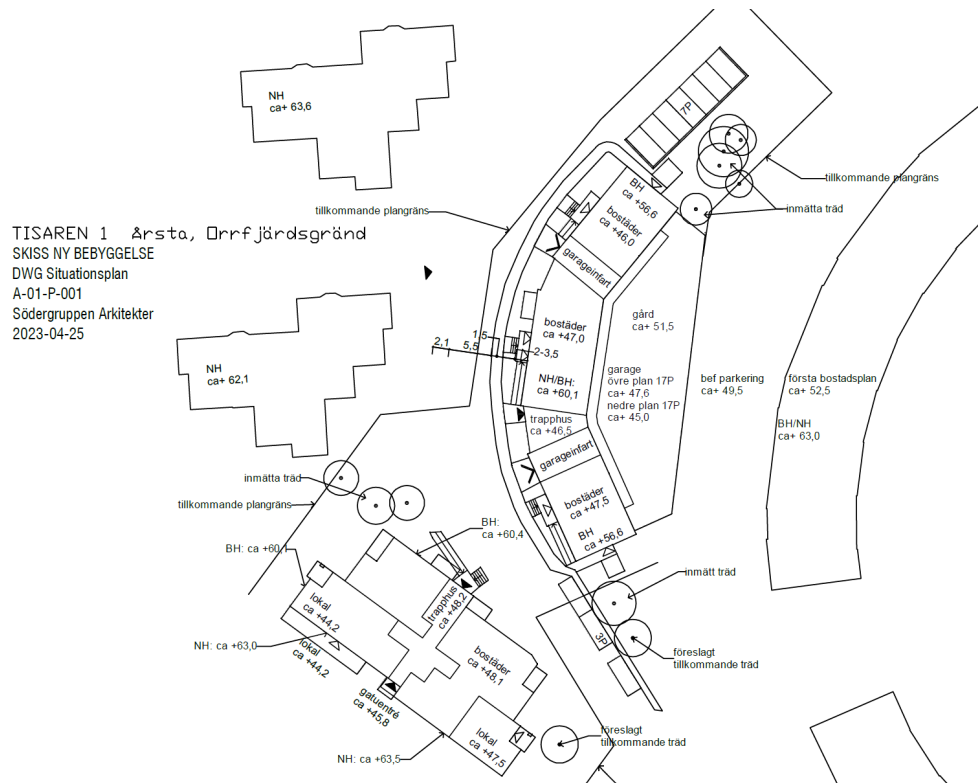 NH
ca+ 63,6
7P
tillkommande plangräns
BH
ca +56,6
bostäder
ca +46,0
tillkommande plangräns
inmätta träd
TISAREN 1 Årsta, Orrfjärdsgränd
SKISS NY BEBYGGELSE
DWG Situationsplan
A-01-P-001
Södergruppen Arkitekter
2023-04-25
garageinfart
gård
ca+ 51,5
bostäder
ca +47,0
1,5
2,1
5,5
2-3,5
NH
ca+ 62,1
NH/BH:
ca +60,1
garage
övre plan 17P
ca+ 47,6
nedre plan 17P
ca+ 45,0
bef parkering
ca+ 49,5
första bostadsplan
ca+ 52,5
BH/NH
ca+ 63,0
trapphus
ca +46,5
garageinfart
inmätta träd
tillkommande plangräns
bostäder
ca +47,5
BH
ca +56,6
BH:
ca +60,4
BH: ca +60,1
inmätt träd
trapphus
ca +48,2
lokal
ca +44,2
3P
NH: ca +63,0
lokal
ca +44,2
bostäder
ca +48,1
föreslagt
tillkommande träd
gatuentré
ca +45,8
lokal
ca +47,5
föreslagt
tillkommande träd
NH: ca +63,5